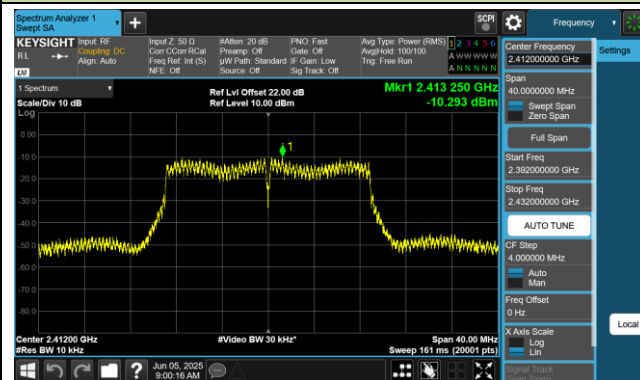 Spectrum Analyzer 1
Swept SA
SCPI
Frequency
KEYSIGHT
RL
LXI
Input: RF
Coupling: DC
Align: Auto
Input Z: 50 Ω
Corr CCorr RCal
Freq Ref: Int (S)
NFE: Off
#Atten: 20 dB
Preamp: Off
µW Path: Standard
Source: Off
PNO: Fast
Gate: Off
IF Gain: Low
Sig Track: Off
Avg Type: Power (RMS)
Avg|Hold: 100/100
Trig: Free Run
1 2 3 4 5 6
A W W W W W
A N N N N N
1 Spectrum
Scale/Div 10 dB
Log
Ref Lvl Offset 22.00 dB
Ref Level 10.00 dBm
Mkr1 2.413 250 GHz
-10.293 dBm
1
0.00
-10.0
-20.0
-30.0
-40.0
-50.0
-60.0
-70.0
-80.0
Center 2.41200 GHz
#Res BW 10 kHz
#Video BW 30 kHz*
Span 40.00 MHz
Sweep 161 ms (20001 pts)
Jun 05, 2025
9:00:16 AM
Center Frequency
2.412000000 GHz
Settings
Span
40.0000000 MHz
Swept Span
Zero Span
Full Span
Start Freq
2.392000000 GHz
Stop Freq
2.432000000 GHz
AUTO TUNE
CF Step
4.000000 MHz
Auto
Man
Freq Offset
0 Hz
X Axis Scale
Log
Lin
Local
Signal Track